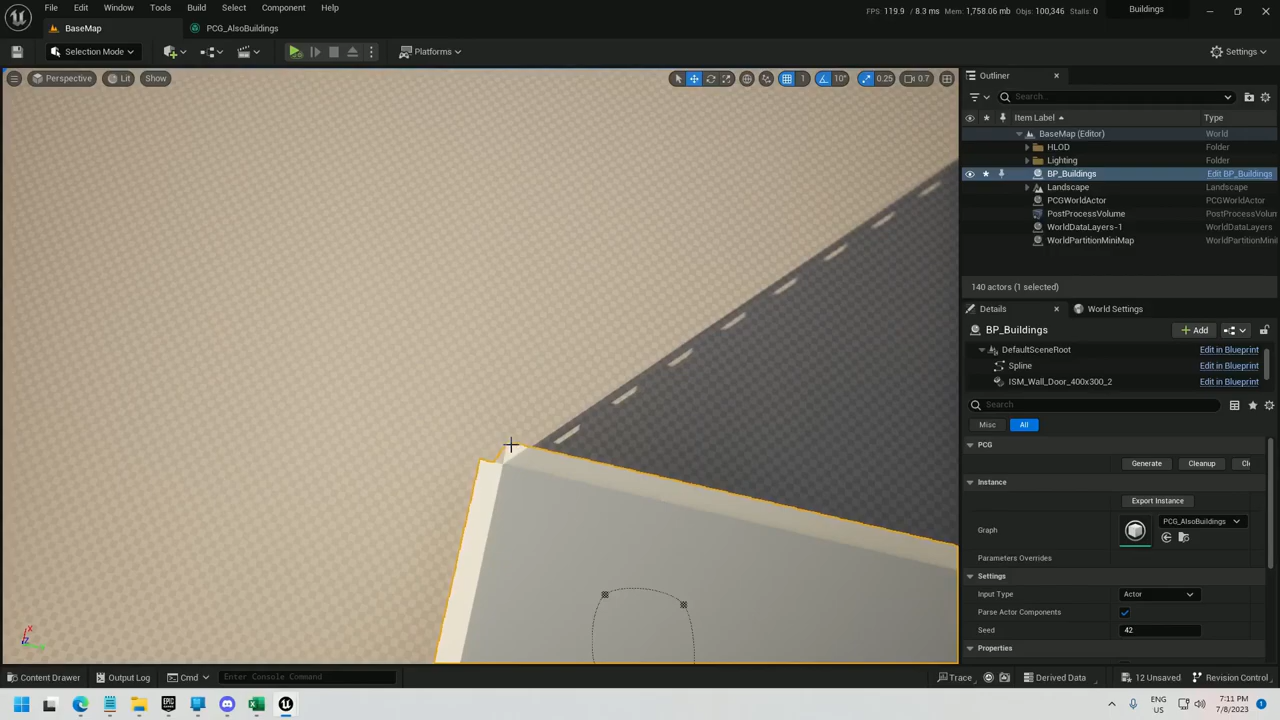 File Edit Window Tools Build Select Component Help
FPS: 119.9 / 8.3 ms Mem: 1,758.06 mb Objs: 100,346 Stalls: 0
Buildings
BaseMap
PCG_AlsoBuildings
Selection Mode
Platforms
Settings
Perspective Lit Show
1 10° 0.25 0.7
Outliner
Search...
Item Label Type
BaseMap (Editor) World
HLOD Folder
Lighting Folder
BP_Buildings Edit BP_Buildings
Landscape Landscape
PCGWorldActor PCGWorldActor
PostProcessVolume PostProcessVolun
WorldDataLayers-1 WorldDataLayers
WorldPartitionMiniMap WorldPartitionMini
140 actors (1 selected)
Details World Settings
BP_Buildings
Add
DefaultSceneRoot Edit in Blueprint
Spline Edit in Blueprint
ISM_Wall_Door_400x300_2 Edit in Blueprint
Search
Misc All
PCG
Generate Cleanup Cl
Instance
Export Instance
Graph PCG_AlsoBuildings
Parameters Overrides
Settings
Input Type Actor
Parse Actor Components
Seed 42
Properties
X
Content Drawer Output Log Cmd Enter Console Command
Trace Derived Data 12 Unsaved Revision Control
ENG
US
7:11 PM
7/8/2023
1